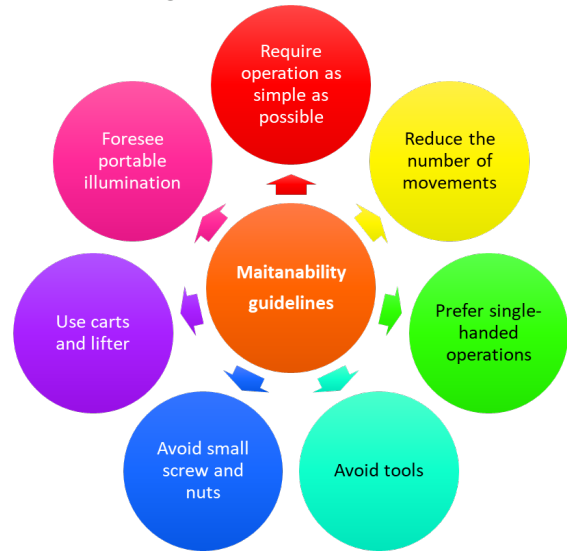 Require
operation as
simple as
possible
Reduce the
number of
movements
Prefer single-
handed
operations
Avoid tools
Avoid small
screw and
nuts
Use carts
and lifter
Foresee
portable
illumination
Maitanability
guidelines